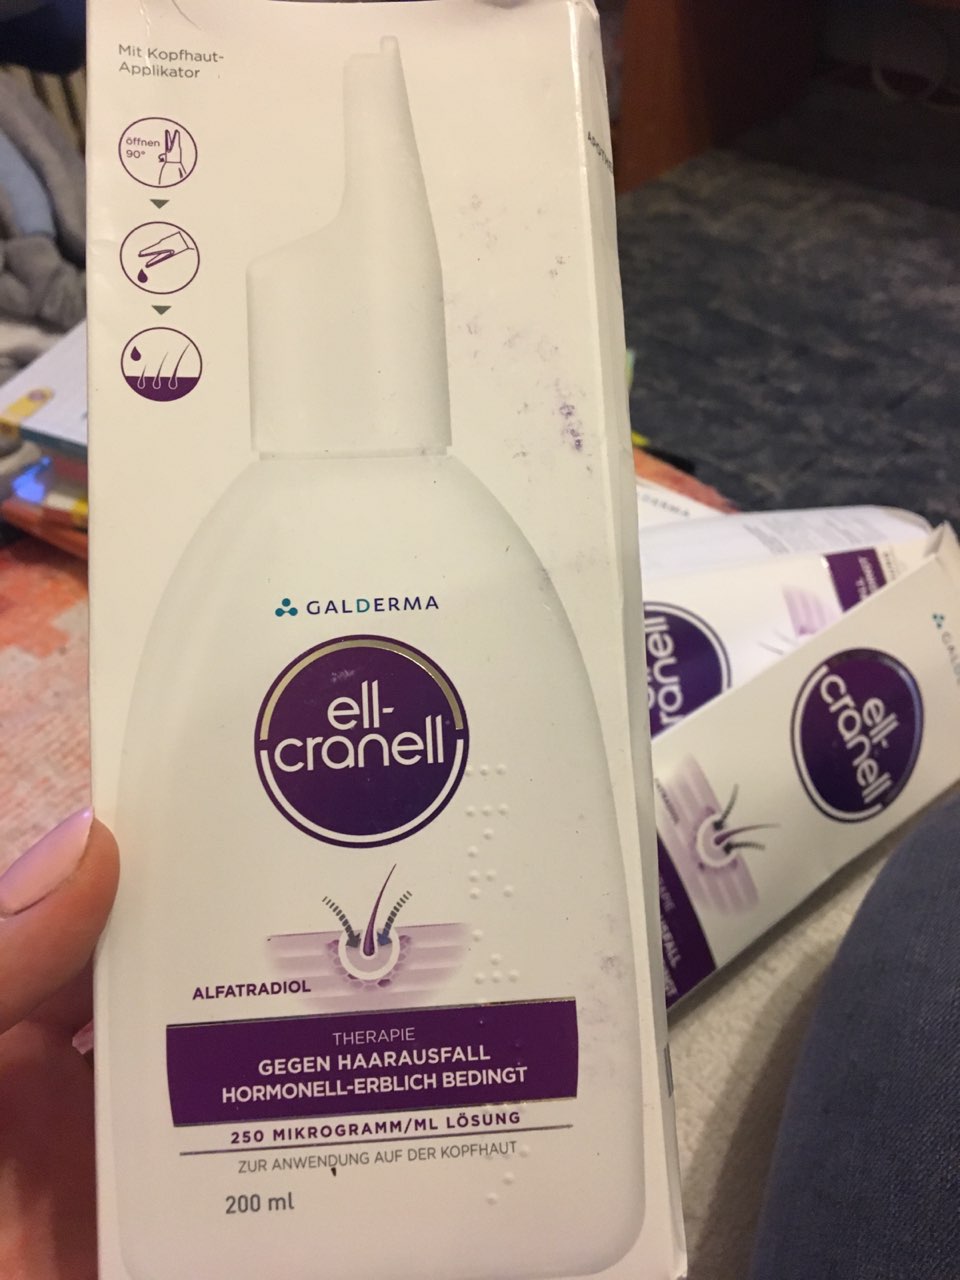 Mit Kopfhaut-
Applikator
öffnen
90°
GALDERMA
ell-
cranell®
ALFATRADIOL
THERAPIE
GEGEN HAARAUSFALL
HORMONELL-ERBLICH BEDINGT
250 MIKROGRAMM/ML LÖSUNG
ZUR ANWENDUNG AUF DER KOPFHAUT
200 ml
ell-
cranell